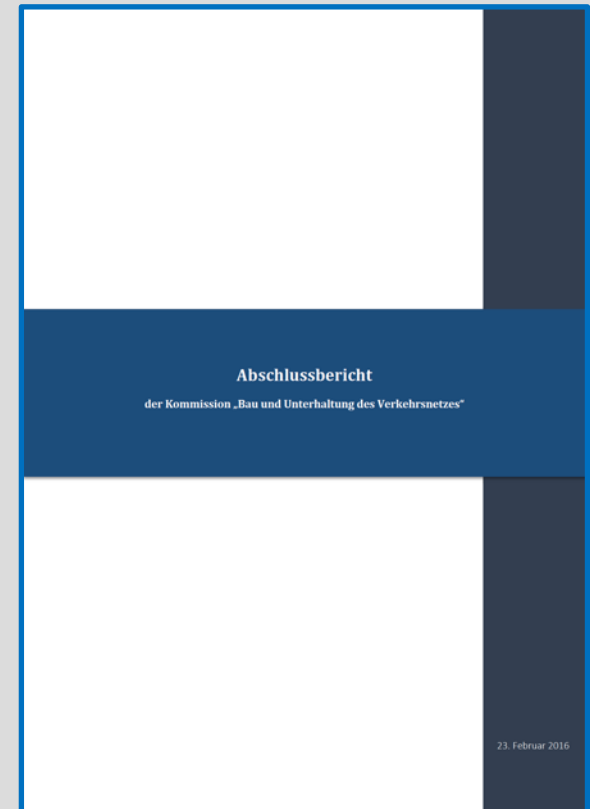 Abschlussbericht
der Kommission „Bau und Unterhaltung des Verkehrsnetzes“
23. Februar 2016